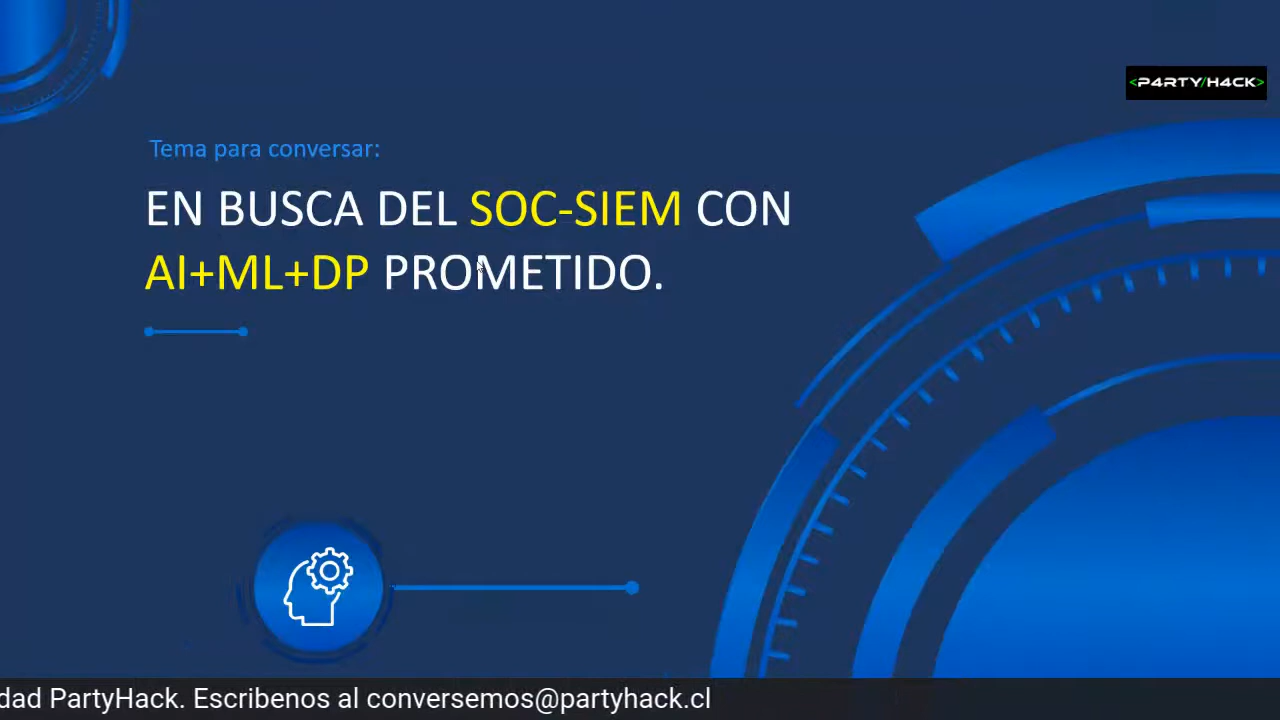 <P4RTY/H4CK>
Tema para conversar:
EN BUSCA DEL SOC-SIEM CON
AI+ML+DP PROMETIDO.
dad PartyHack. Escribenos al conversemos@partyhack.cl